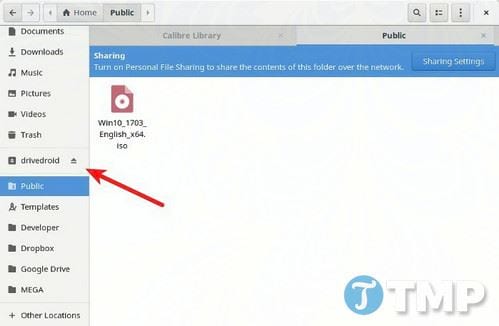 Home Public
Calibre Library Public
Documents
Downloads
Music
Pictures
Videos
Trash
drivedroid
Public
Templates
Developer
Dropbox
Google Drive
MEGA
Other Locations
Sharing
Turn on Personal File Sharing to share the contents of this folder over the network.
Sharing Settings
Win10_1703_
English_x64.
iso
T TMP